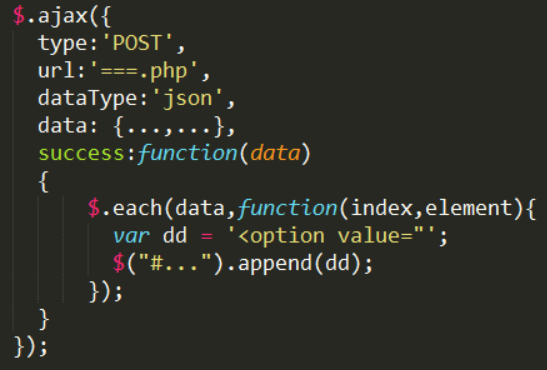 $.ajax({
type:'POST',
url:'===.php',
dataType:'json',
data: {...,...},
success:function(data)
{
$.each(data,function(index,element){
var dd = '<option value="';
$("#...").append(dd);
});
}
});